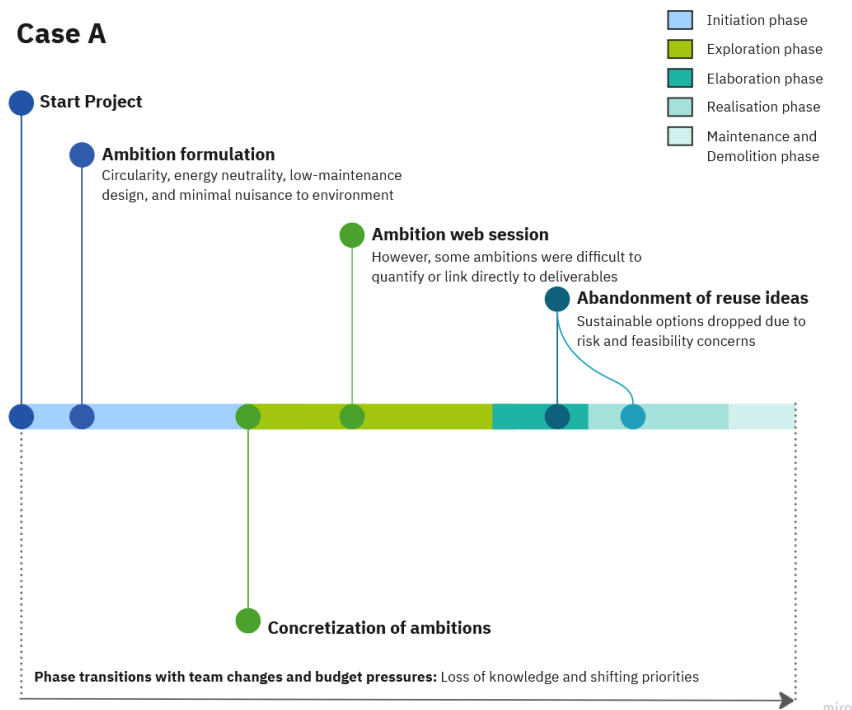 Case A
Initiation phase
Exploration phase
Elaboration phase
Realisation phase
Maintenance and
Demolition phase
Start Project
Ambition formulation
Circularity, energy neutrality, low-maintenance
design, and minimal nuisance to environment
Ambition web session
However, some ambitions were difficult to
quantify or link directly to deliverables
Abandonment of reuse ideas
Sustainable options dropped due to
risk and feasibility concerns
Concretization of ambitions
Phase transitions with team changes and budget pressures: Loss of knowledge and shifting priorities
miro